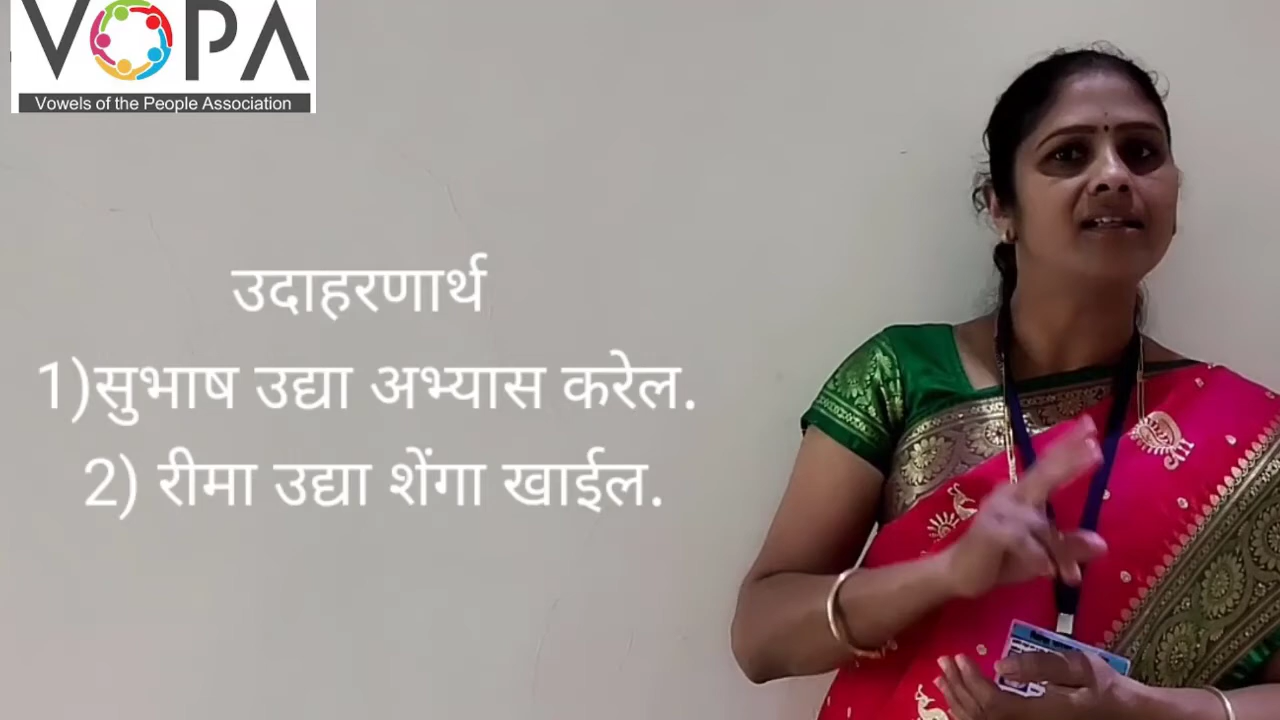 VOPA
Vowels of the People Association
उदाहरणार्थ
1)सुभाष उद्या अभ्यास करेल.
2) रीमा उद्या शेंगा खाईल.